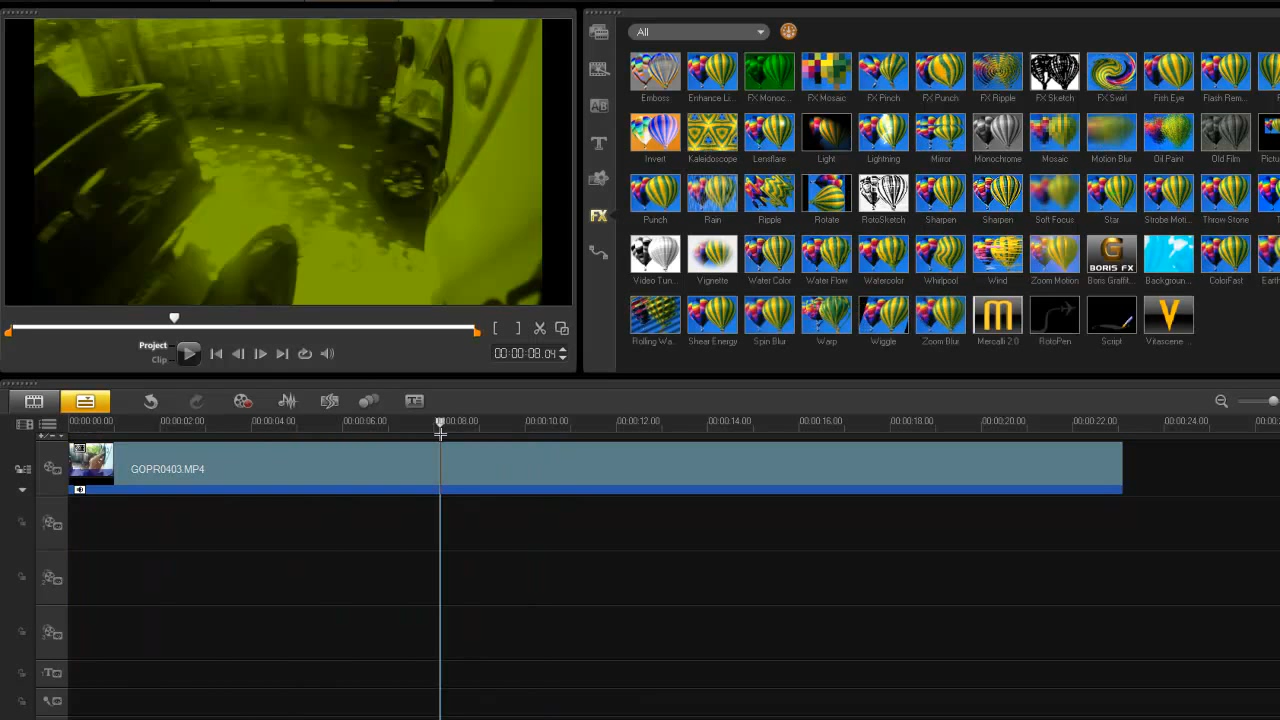 All
Emboss Enhance Li... FX Monoc... FX Mosaic FX Pinch FX Punch FX Ripple FX Sketch FX Swirl Fish Eye Flash Rem...
Invert Kaleidoscope Lensflare Light Lightning Mirror Monochrome Mosaic Motion Blur Oil Paint Old Film Pictu
Punch Rain Ripple Rotate RotoSketch Sharpen Sharpen Soft Focus Star Strobe Moti... Throw Stone
BORIS FX
Video Tun... Vignette Water Color Water Flow Watercolor Whirlpool Wind Zoom Motion Boris Graffit... Backgroun... ColorFast Earth
Rolling Wa... Shear Energy Spin Blur Warp Wiggle Zoom Blur Mercalli 2.0 RotoPen Script Vitascene ...
FX
Project
Clip
00:00:08.04
00:00:00.00 00:00:02.00 00:00:04.00 00:00:06.00 00:00:08.00 00:00:10.00 00:00:12.00 00:00:14.00 00:00:16.00 00:00:18.00 00:00:20.00 00:00:22.00 00:00:24.00
GOPR0403.MP4